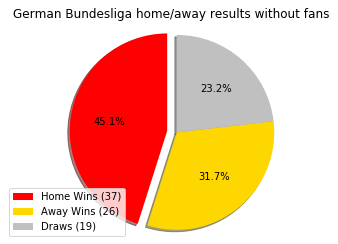 German Bundesliga home/away results without fans
23.2%
45.1%
31.7%
Home Wins (37)
Away Wins (26)
Draws (19)